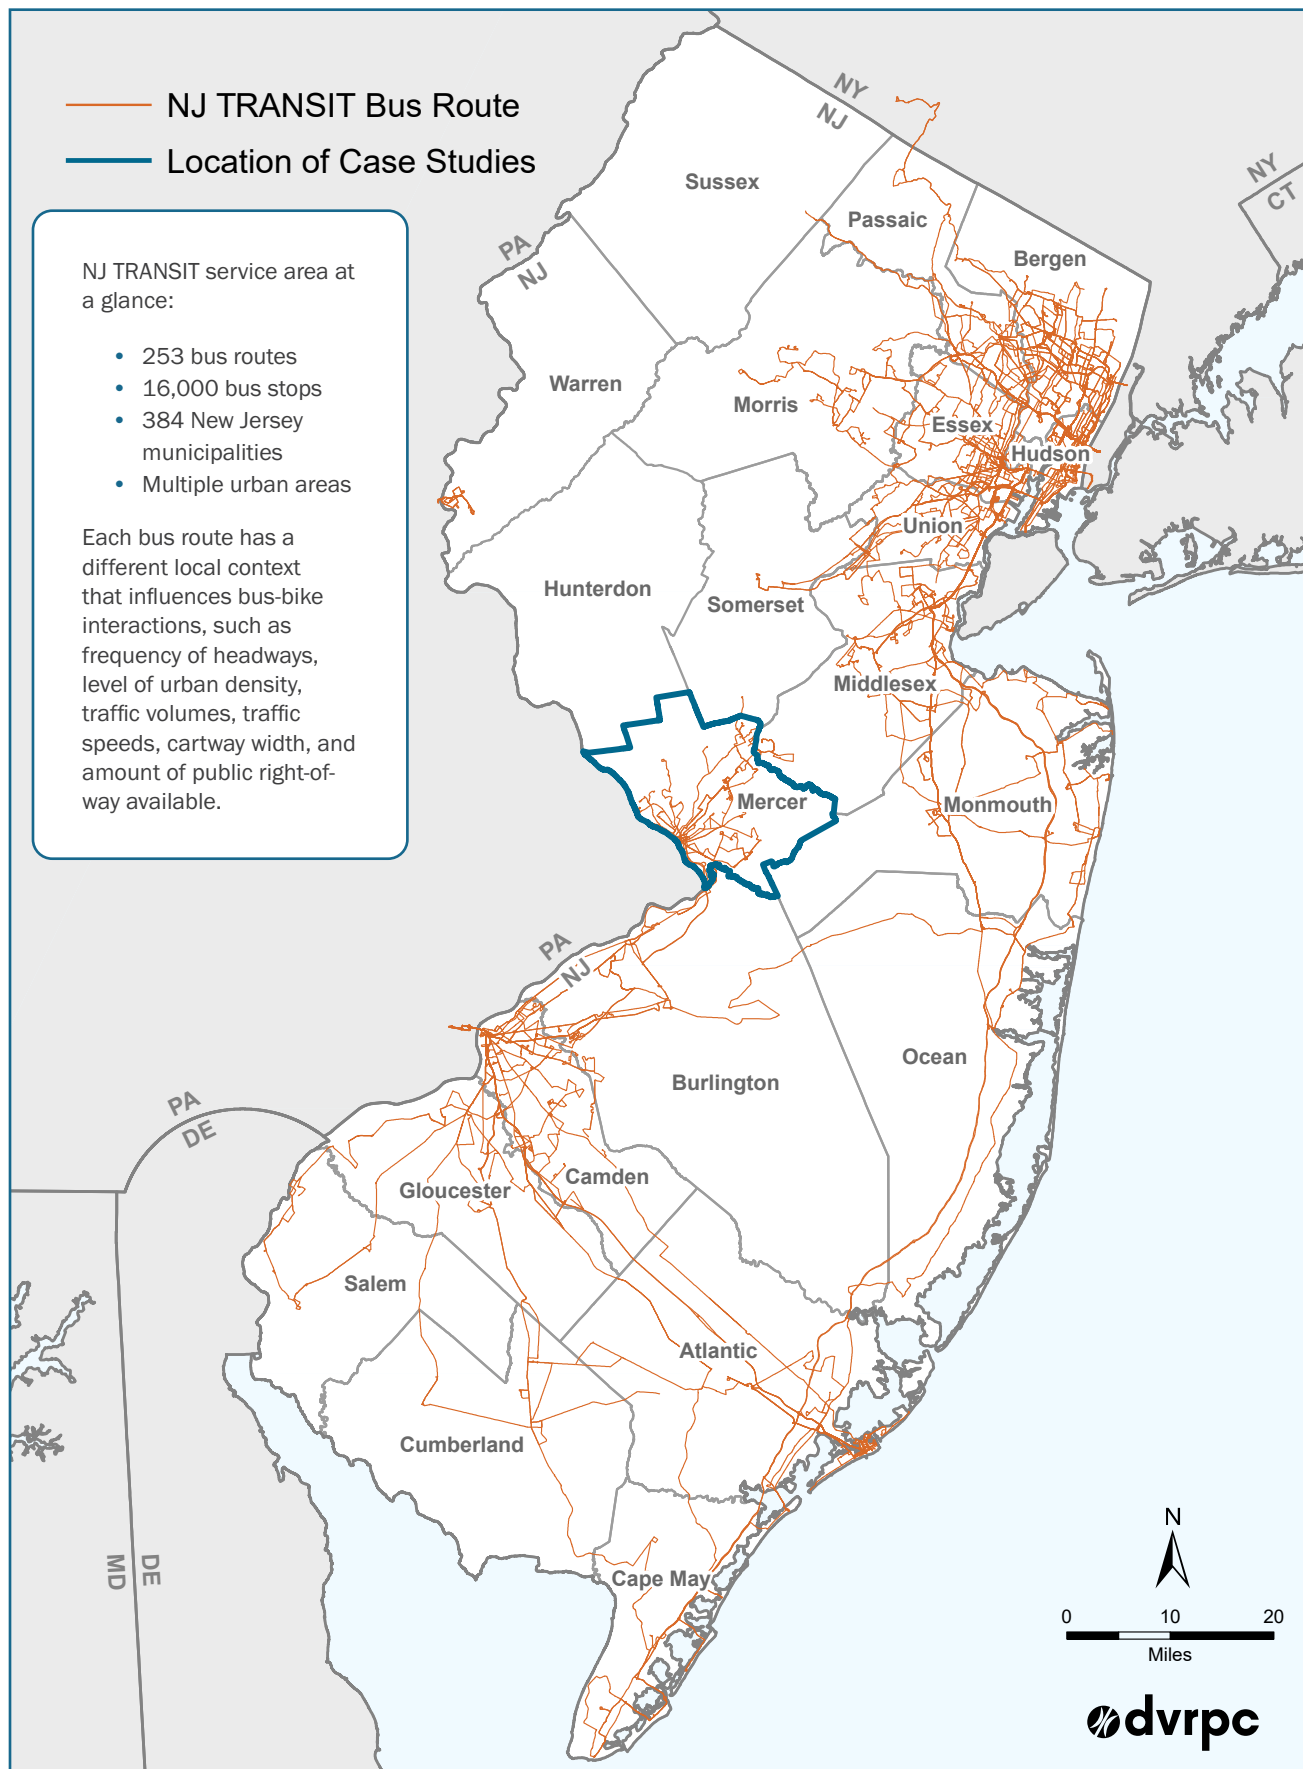 NJ TRANSIT Bus Route
Location of Case Studies
NJ TRANSIT service area at
a glance:
• 253 bus routes
• 16,000 bus stops
• 384 New Jersey
municipalities
• Multiple urban areas
Each bus route has a
different local context
that influences bus-bike
interactions, such as
frequency of headways,
level of urban density,
traffic volumes, traffic
speeds, cartway width, and
amount of public right-of-
way available.
NY
NJ
NY
CT
PA
NJ
Sussex
Passaic
Bergen
Warren
Morris
Essex
Hudson
Union
Hunterdon
Somerset
Middlesex
Mercer
Monmouth
PA
NJ
Ocean
Burlington
PA
DE
Camden
Gloucester
Salem
Atlantic
Cumberland
Cape May
DE
MD
N
0 10 20
Miles
dvrpc